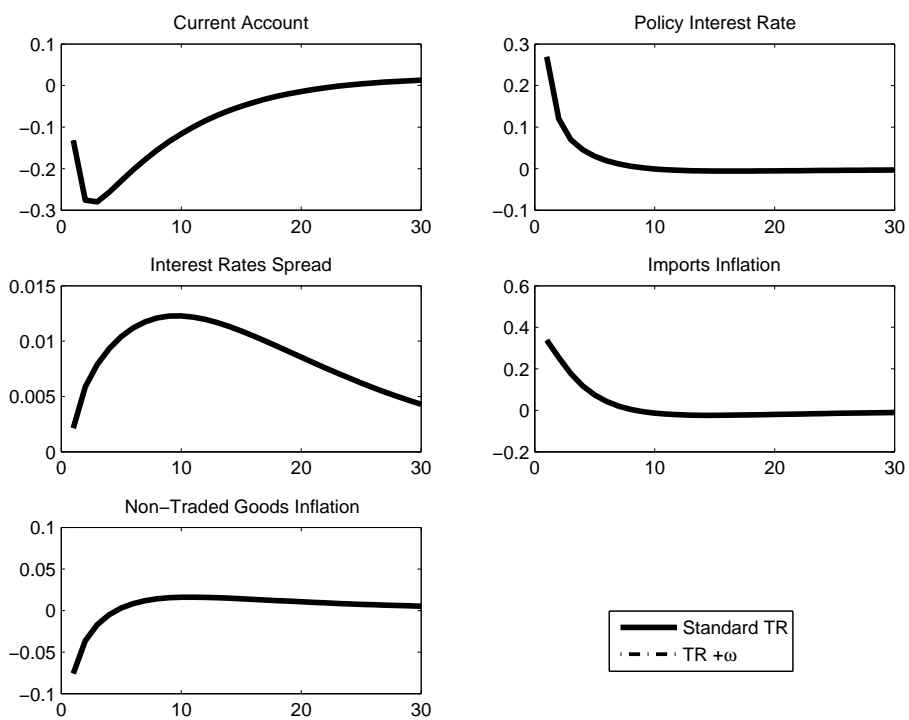 Current Account
0.1
0
−0.1
−0.2
−0.3
0 10 20 30
Policy Interest Rate
0.3
0.2
0.1
0
−0.1
0 10 20 30
Interest Rates Spread
0.015
0.01
0.005
0
0 10 20 30
Imports Inflation
0.6
0.4
0.2
0
−0.2
0 10 20 30
Non−Traded Goods Inflation
0.1
0.05
0
−0.05
−0.1
0 10 20 30
Standard TR
TR +ω